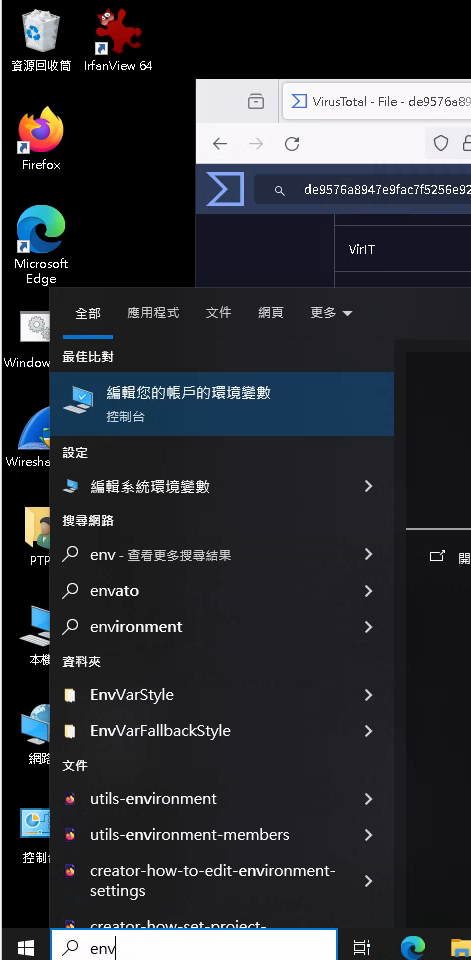 資源回收筒
IrfanView 64
Firefox
VirusTotal - File - de9576a89
de9576a8947e9fac7f5256e92
VirIT
Microsoft
Edge
全部
應用程式
文件
網頁
更多
最佳比對
編輯您的帳戶的環境變數
控制台
Window
設定
編輯系統環境變數
Wiresha
搜尋網路
env - 查看更多搜尋結果
開
PTP
envato
environment
本機
資料夾
EnvVarStyle
EnvVarFallbackStyle
網路
文件
utils-environment
utils-environment-members
控制台
creator-how-to-edit-environment-
settings
creator-how-set-project-
env